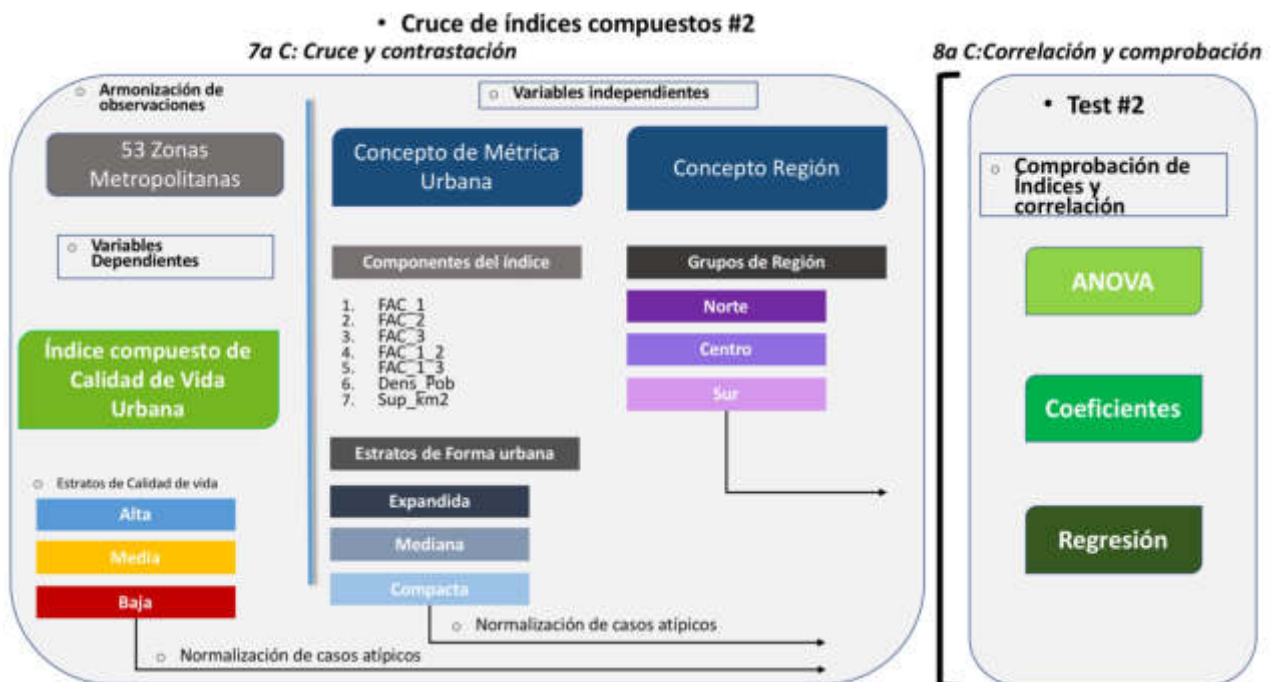 • Cruce de índices compuestos #2
7a C: Cruce y contrastación
8a C:Correlación y comprobación
○ Armonización de
observaciones
53 Zonas
Metropolitanas
○ Variables
Dependientes
Índice compuesto de
Calidad de Vida
Urbana
○ Estratos de Calidad de vida
Alta
Media
Baja
○ Variables independientes
Concepto de Métrica
Urbana
Componentes del índice
1. FAC_1
2. FAC_2
3. FAC_3
4. FAC_1_2
5. FAC_1_3
6. Dens_Pob
7. Sup_km2
Estratos de Forma urbana
Expandida
Mediana
Compacta
Concepto Región
Grupos de Región
Norte
Centro
Sur
○ Normalización de casos atípicos
○ Normalización de casos atípicos
• Test #2
○ Comprobación de
Índices y
correlación
ANOVA
Coeficientes
Regresión